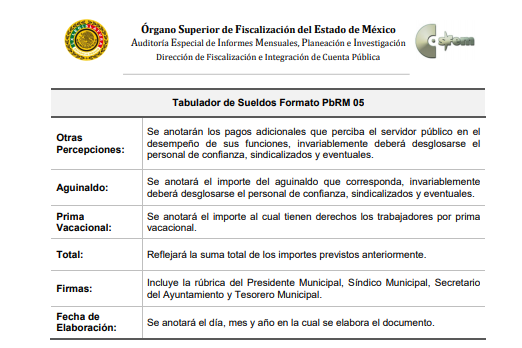 Órgano Superior de Fiscalización del Estado de México
Auditoría Especial de Informes Mensuales, Planeación e Investigación
Dirección de Fiscalización e Integración de Cuenta Pública
osfem
Tabulador de Sueldos Formato PbRM 05
Otras
Percepciones:
Se anotarán los pagos adicionales que perciba el servidor público en el
desempeño de sus funciones, invariablemente deberá desglosarse el
personal de confianza, sindicalizados y eventuales.
Aguinaldo:
Se anotará el importe del aguinaldo que corresponda, invariablemente
deberá desglosarse el personal de confianza, sindicalizados y eventuales.
Prima
Vacacional:
Se anotará el importe al cual tienen derechos los trabajadores por prima
vacacional.
Total:
Reflejará la suma total de los importes previstos anteriormente.
Firmas:
Incluye la rúbrica del Presidente Municipal, Síndico Municipal, Secretario
del Ayuntamiento y Tesorero Municipal.
Fecha de
Elaboración:
Se anotará el día, mes y año en la cual se elabora el documento.